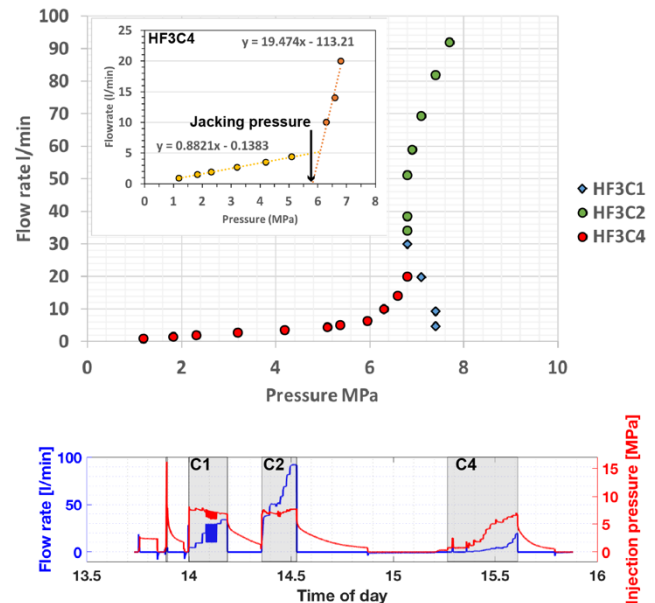 HF3C4
y = 19.474x - 113.21
Jacking pressure
y = 0.8821x - 0.1383
Flowrate (l/min)
25
20
15
10
5
0
0 1 2 3 4 5 6 7 8
Pressure (MPa)
Flow rate l/min
100
90
80
70
60
50
40
30
20
10
0
0 2 4 6 8 10
Pressure MPa
HF3C1
HF3C2
HF3C4
Flow rate [l/min]
100
50
0
C1
C2
C4
15
10
5
0
Injection pressure [MPa]
13.5 14 14.5 15 15.5 16
Time of day